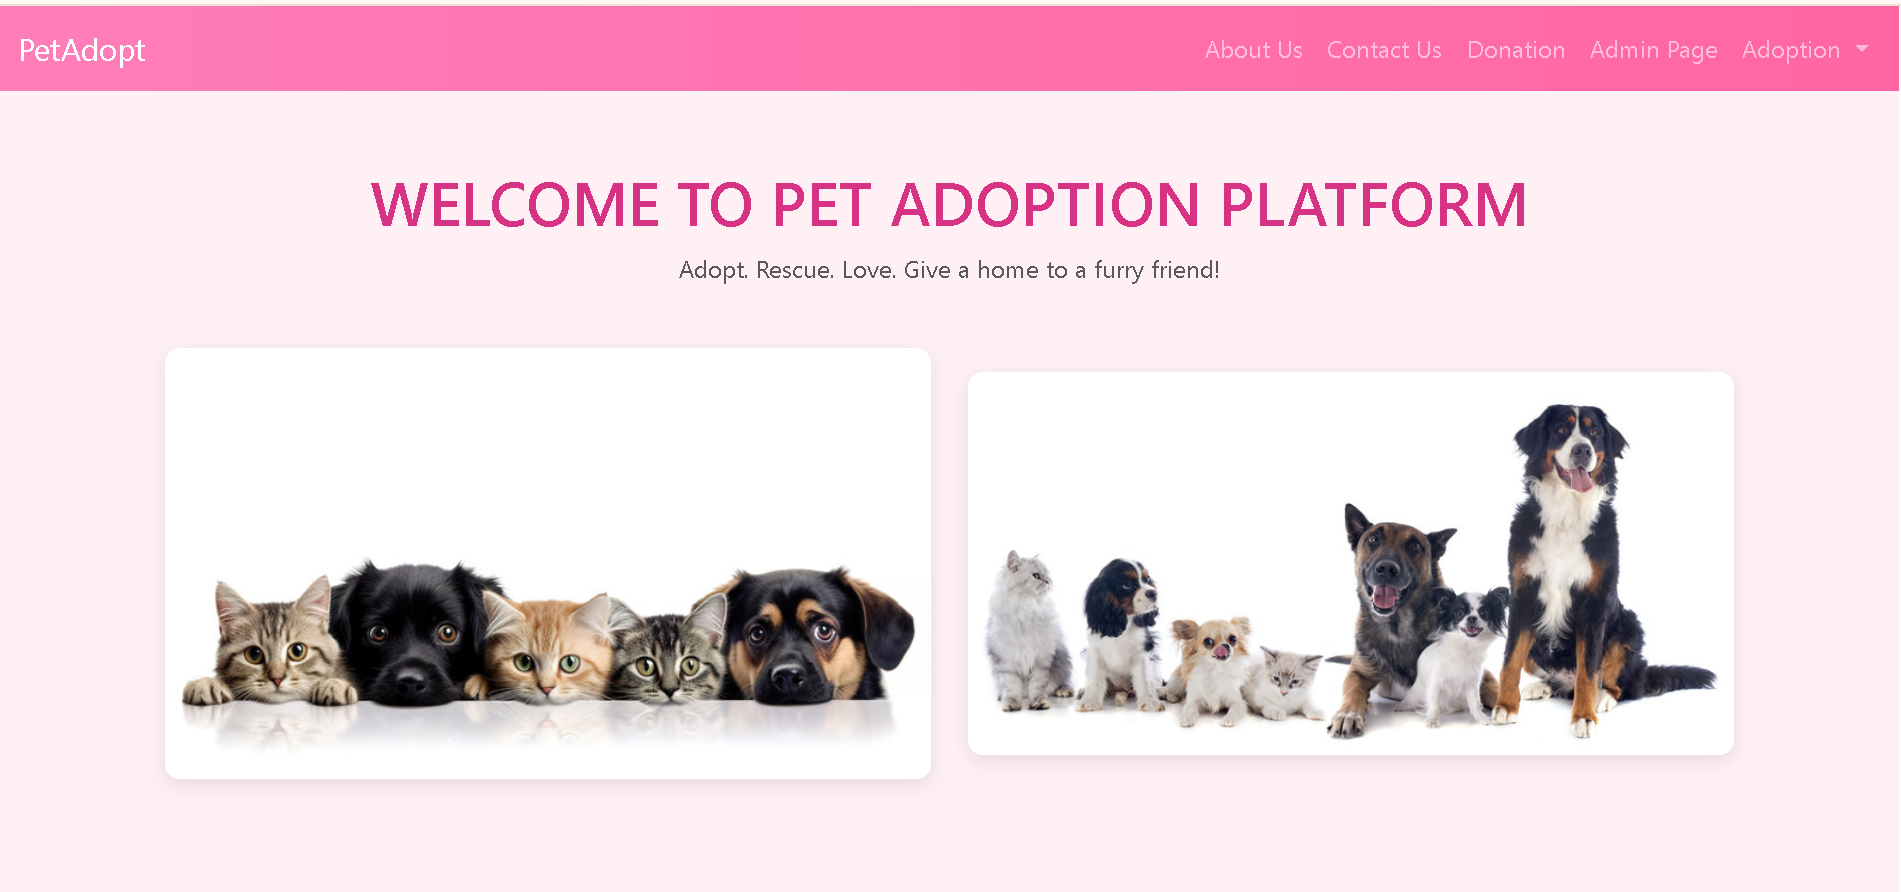 PetAdopt
About Us Contact Us Donation Admin Page Adoption
WELCOME TO PET ADOPTION PLATFORM
Adopt. Rescue. Love. Give a home to a furry friend!